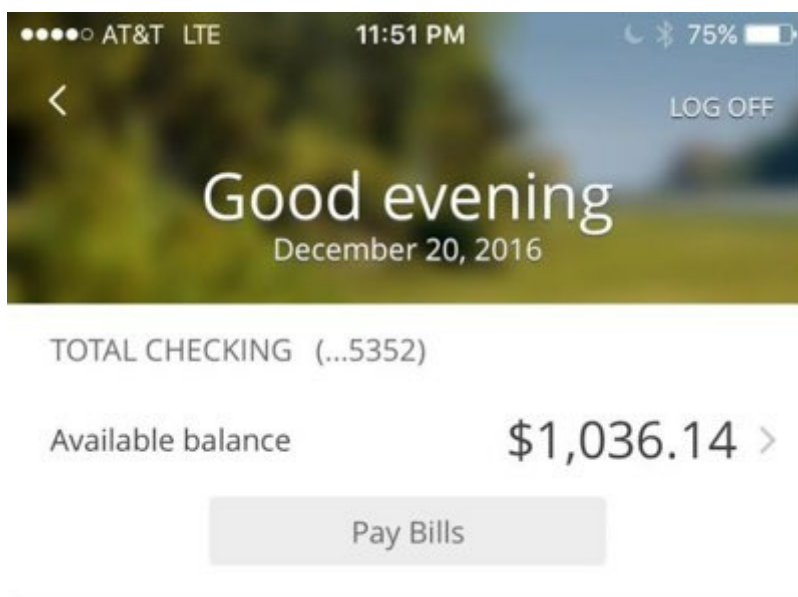 AT&T LTE 11:51 PM 75%
LOG OFF
Good evening
December 20, 2016
TOTAL CHECKING (...5352)
Available balance $1,036.14
Pay Bills